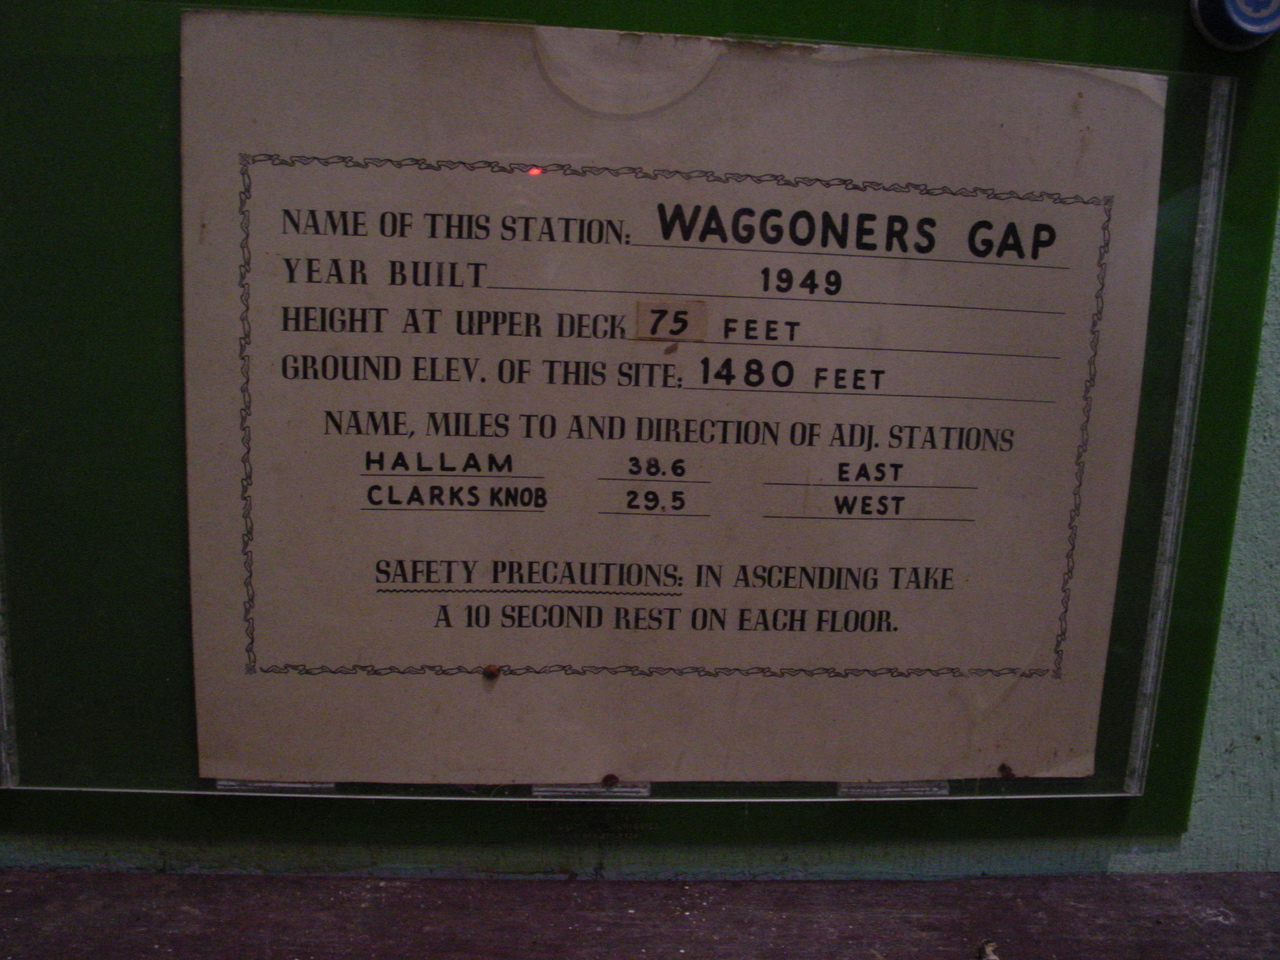 NAME OF THIS STATION: WAGGONERS GAP
YEAR BUILT 1949
HEIGHT AT UPPER DECK 75 FEET
GROUND ELEV. OF THIS SITE: 1480 FEET
NAME, MILES TO AND DIRECTION OF ADJ. STATIONS
HALLAM 38.6 EAST
CLARKS KNOB 29.5 WEST
SAFETY PRECAUTIONS: IN ASCENDING TAKE
A 10 SECOND REST ON EACH FLOOR.